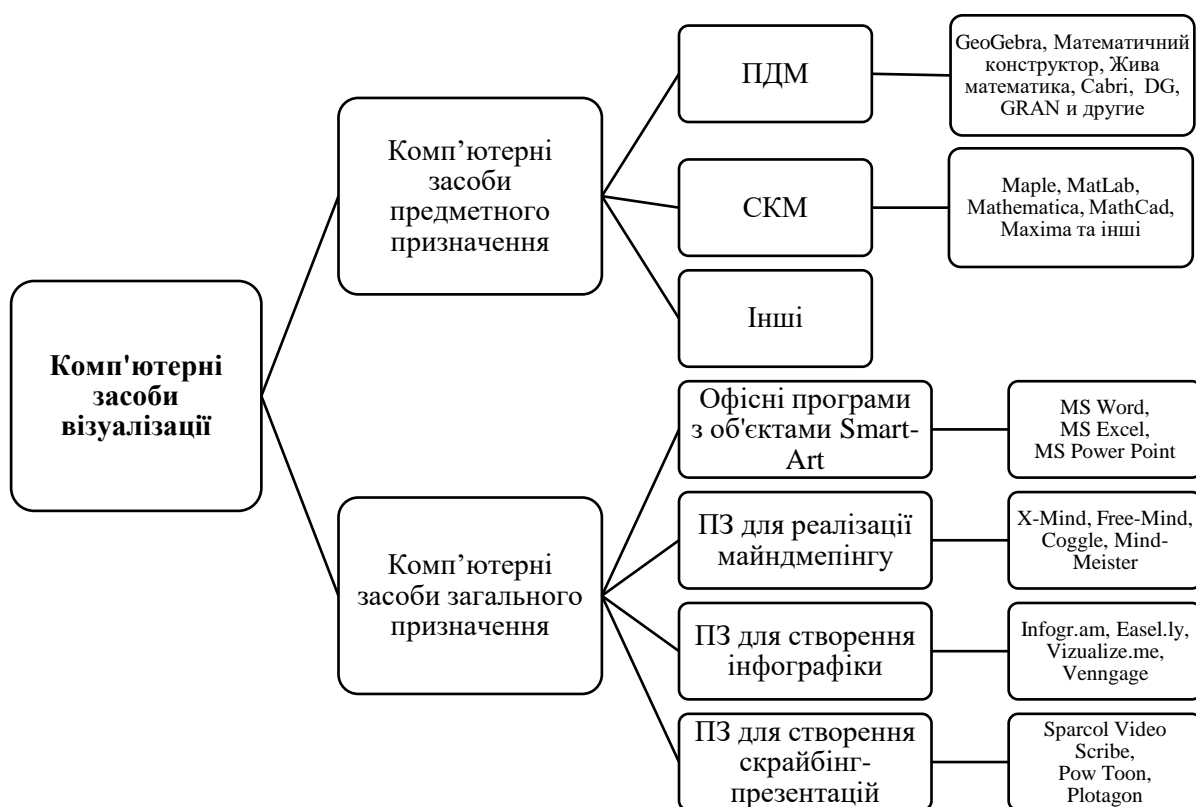 Комп'ютерні
засоби
візуалізації
Комп’ютерні
засоби
предметного
призначення
ПДМ
GeoGebra, Математичний
конструктор, Жива
математика, Cabri, DG,
GRAN и другие
СКМ
Maple, MatLab,
Mathematica, MathCad,
Maxima та інші
Інші
Комп’ютерні
засоби загального
призначення
Офісні програми
з об'єктами Smart-
Art
MS Word,
MS Excel,
MS Power Point
ПЗ для реалізації
майндмепінгу
X-Mind, Free-Mind,
Coggle, Mind-
Meister
ПЗ для створення
інфографіки
Infogr.am, Easel.ly,
Vizualize.me,
Venngage
ПЗ для створення
скрайбінг-
презентацій
Sparcol Video
Scribe,
Pow Toon,
Plotagon